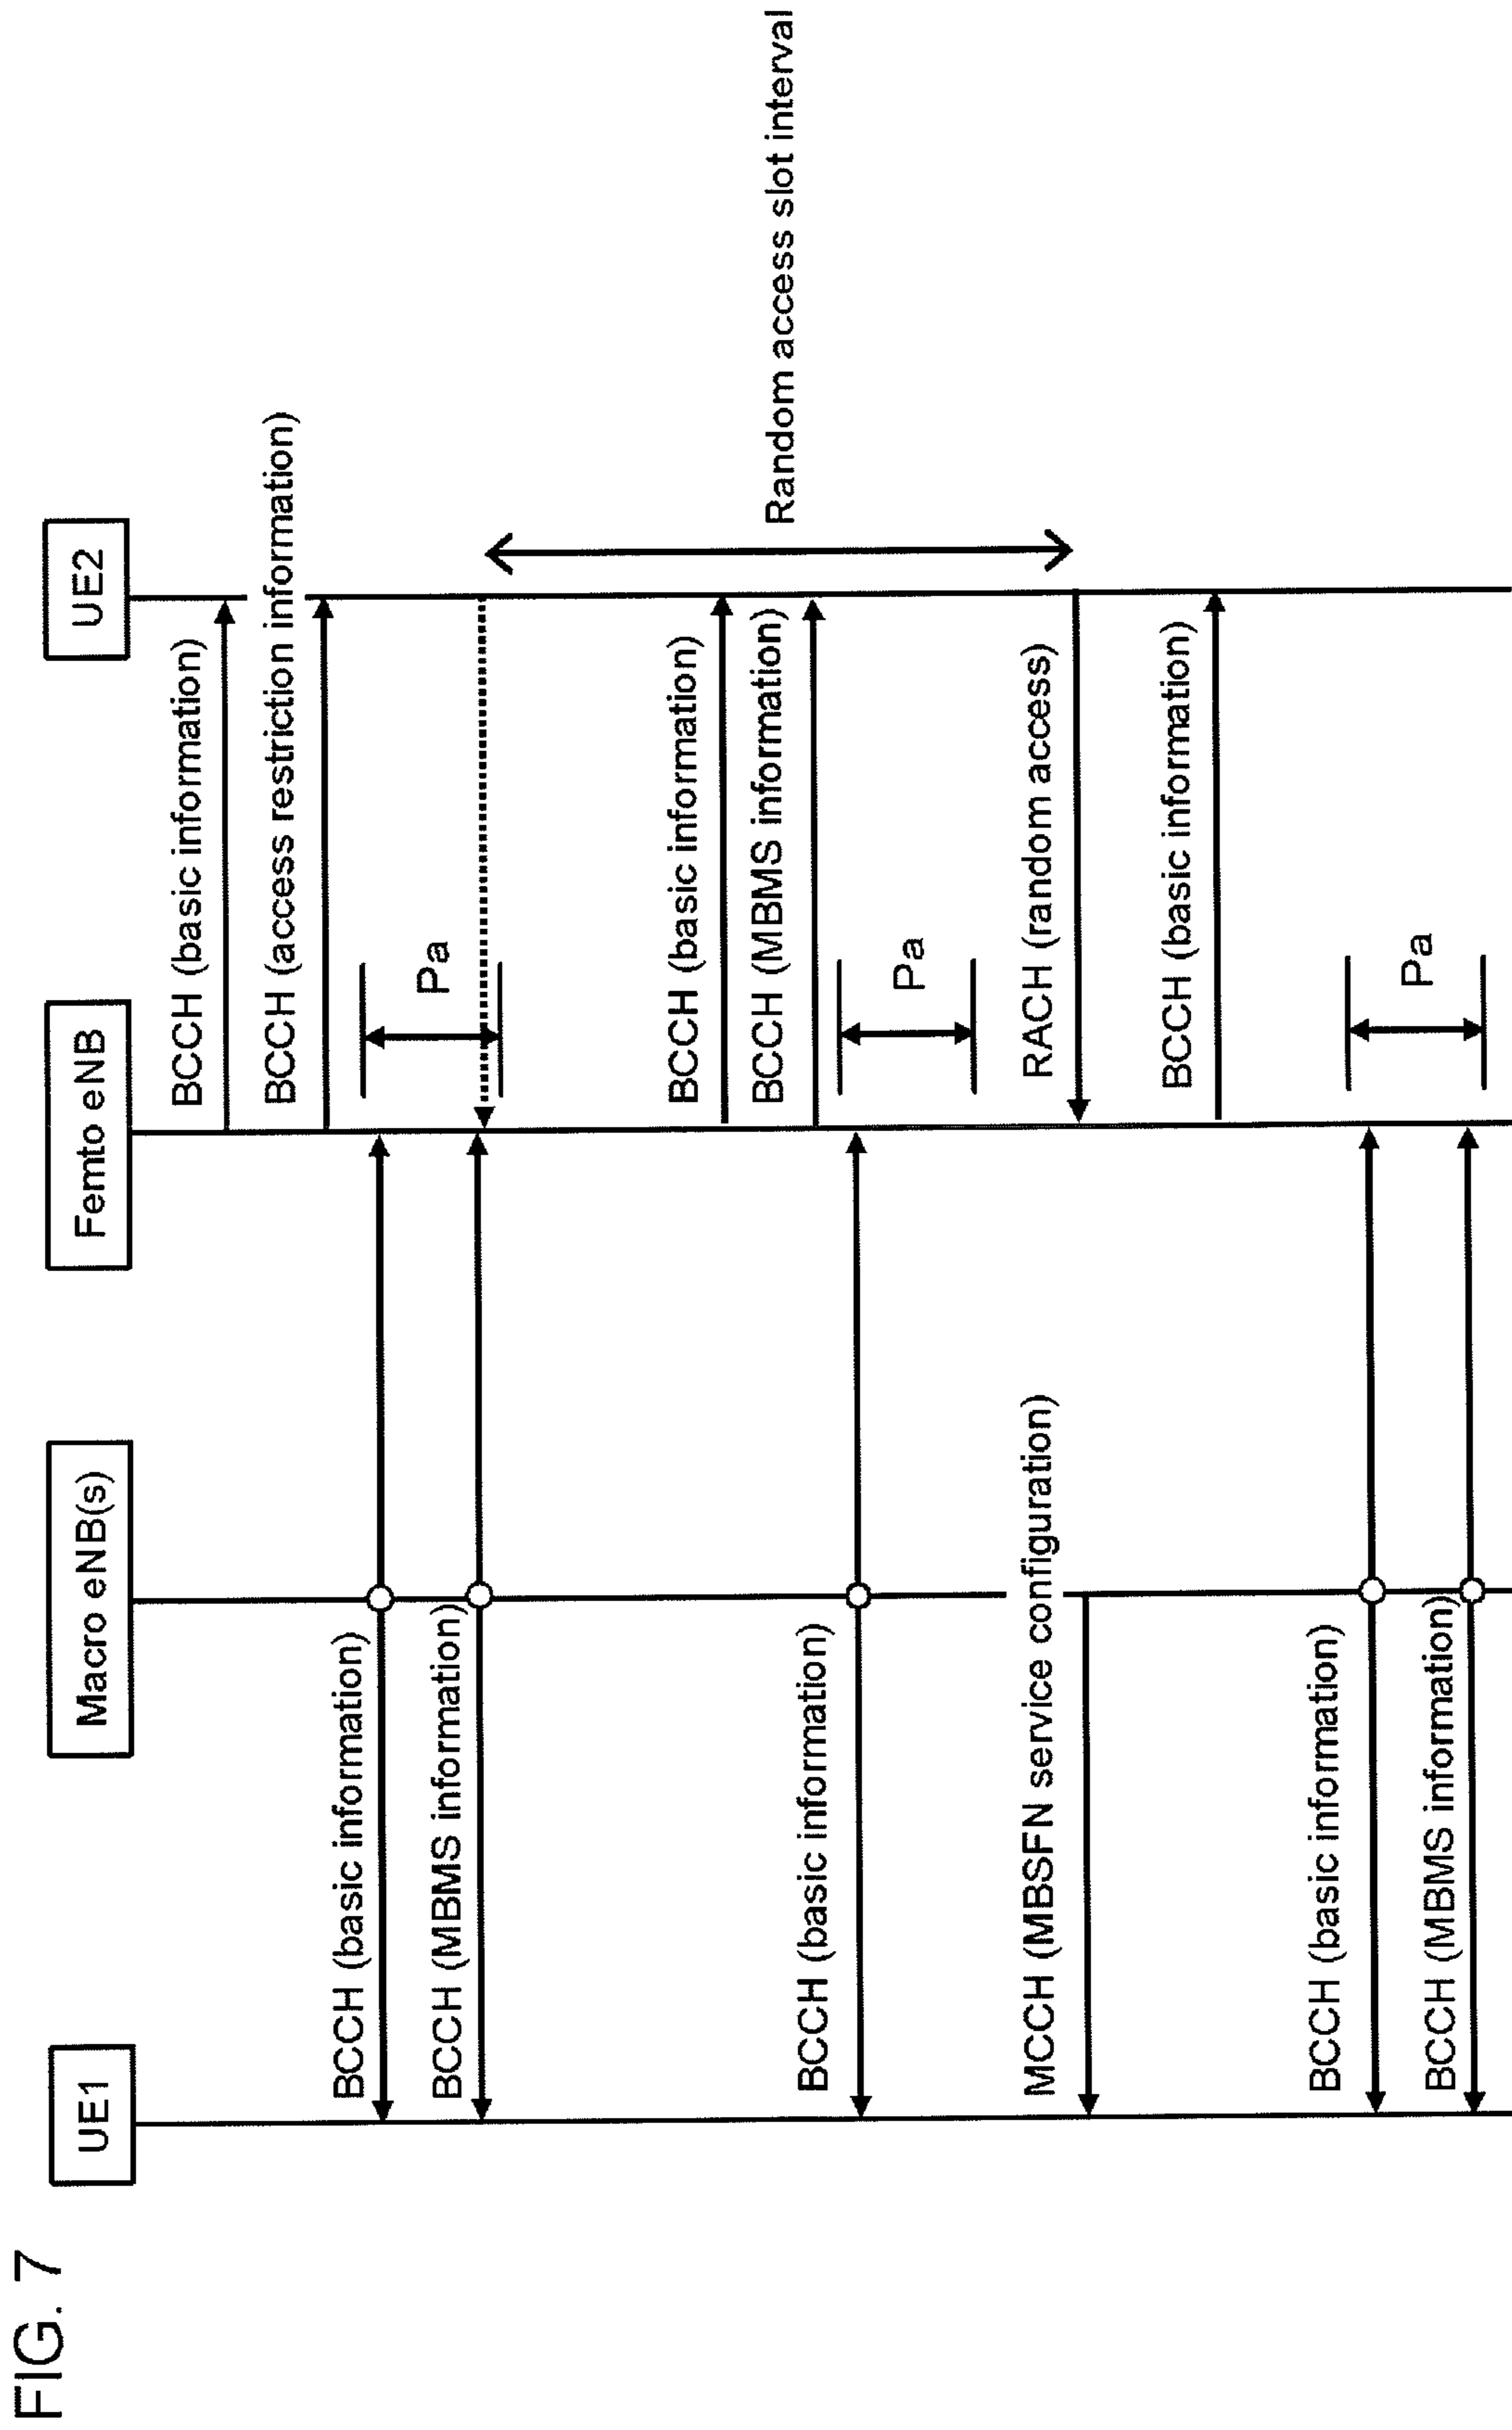 FIG. 7
UE1
Macro eNB(s)
Femto eNB
UE2
BCCH (basic information)
BCCH (access restriction information)
BCCH (basic information)
Pa
BCCH (MBMS information)
BCCH (basic information)
BCCH (MBMS information)
Random access slot interval
BCCH (basic information)
Pa
MCCH (MBSFN service configuration)
RACH (random access)
BCCH (basic information)
BCCH (basic information)
Pa
BCCH (MBMS information)